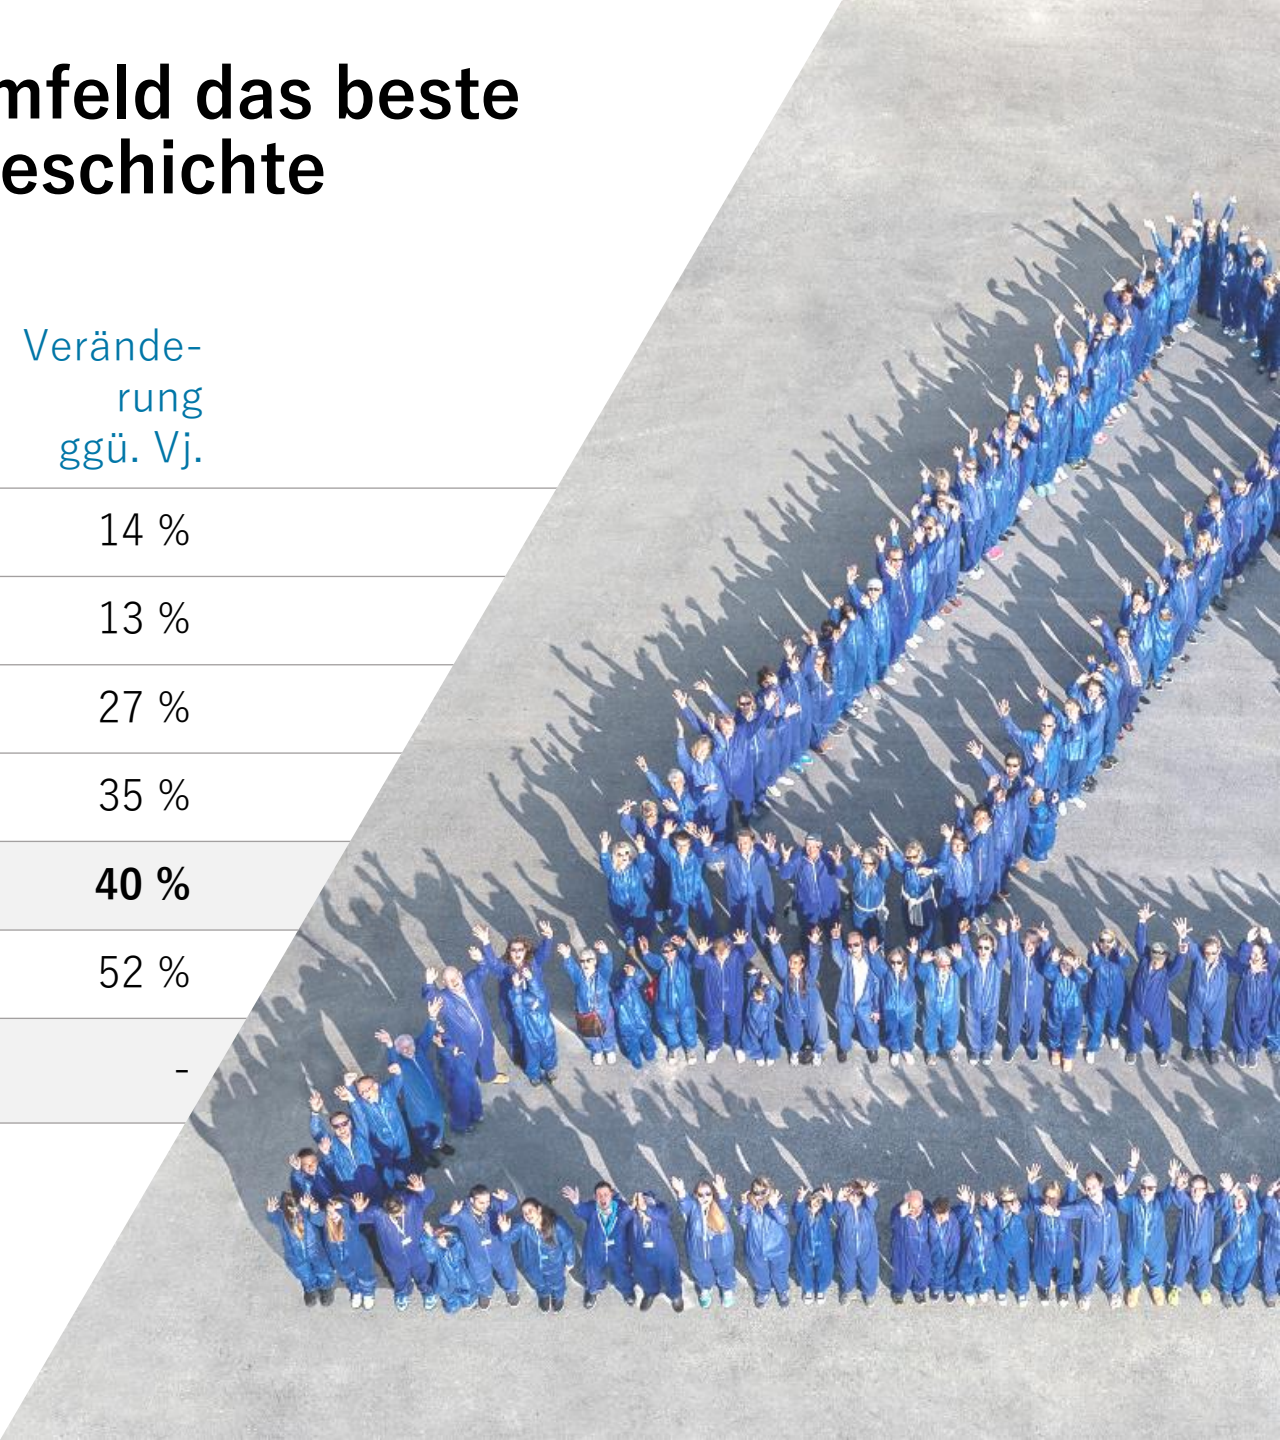 mfeld das beste
eschichte
Verände-
rung
ggü. Vj.
14 %
13 %
27 %
35 %
40 %
52 %
-